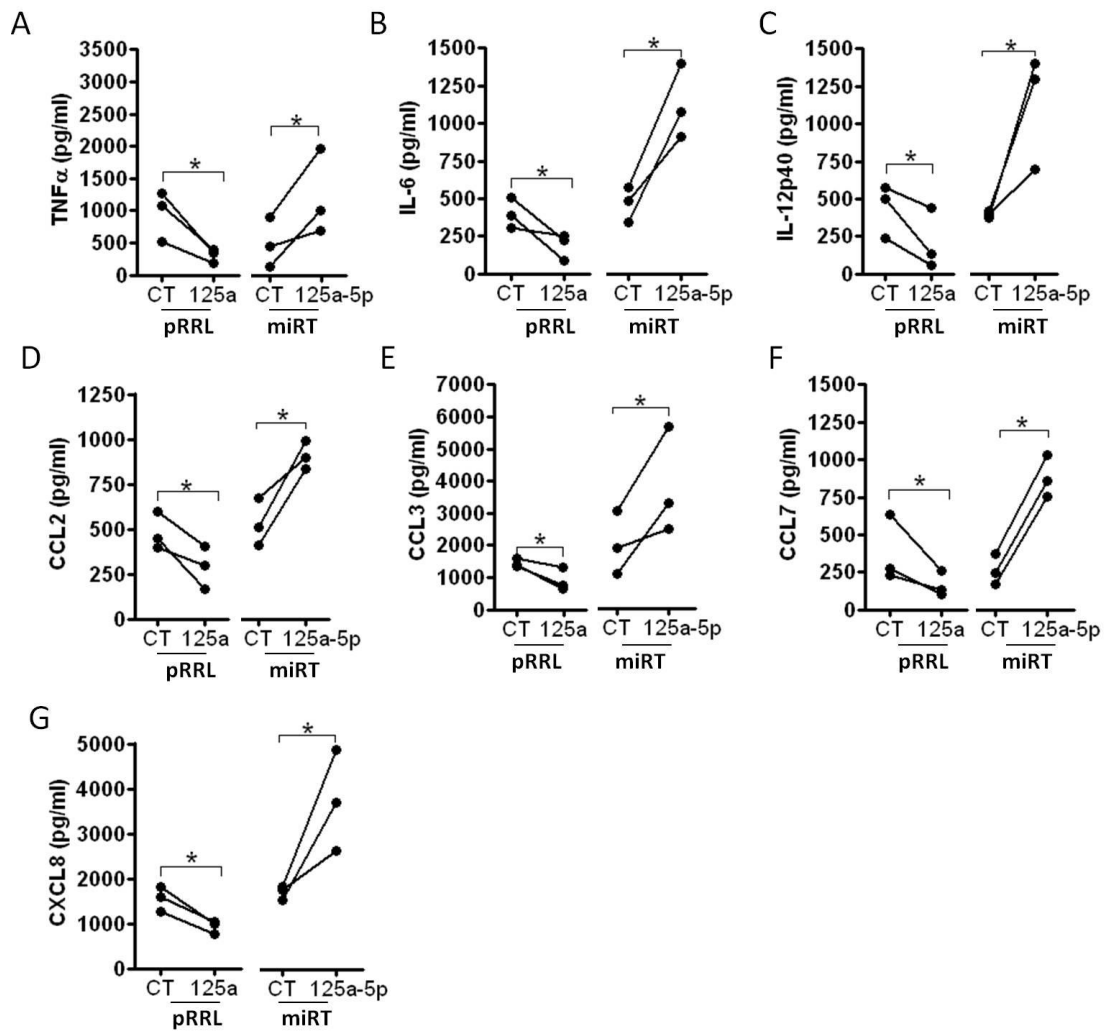 A
TNFα (pg/ml)
3500
3000
2500
2000
1500
1000
500
0
*
*
CT 125a
CT 125a-5p
pRRL
miRT
B
IL-6 (pg/ml)
1500
1250
1000
750
500
250
0
*
*
CT 125a
CT 125a-5p
pRRL
miRT
C
IL-12p40 (pg/ml)
1500
1250
1000
750
500
250
0
*
*
CT 125a
CT 125a-5p
pRRL
miRT
D
CCL2 (pg/ml)
1250
1000
750
500
250
0
*
*
CT 125a
CT 125a-5p
pRRL
miRT
E
CCL3 (pg/ml)
7000
6000
5000
4000
3000
2000
1000
0
*
*
CT 125a
CT 125a-5p
pRRL
miRT
F
CCL7 (pg/ml)
1500
1250
1000
750
500
250
0
*
*
CT 125a
CT 125a-5p
pRRL
miRT
G
CXCL8 (pg/ml)
5000
4000
3000
2000
1000
0
*
*
CT 125a
CT 125a-5p
pRRL
miRT